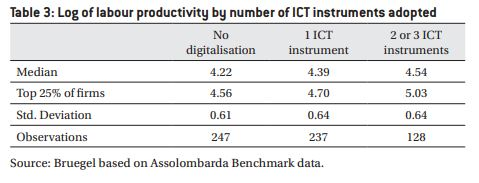 Table 3: Log of labour productivity by number of ICT instruments adopted
No digitalisation 1 ICT instrument 2 or 3 ICT instruments
Median 4.22 4.39 4.54
Top 25% of firms 4.56 4.70 5.03
Std. Deviation 0.61 0.64 0.64
Observations 247 237 128
Source: Bruegel based on Assolombarda Benchmark data.